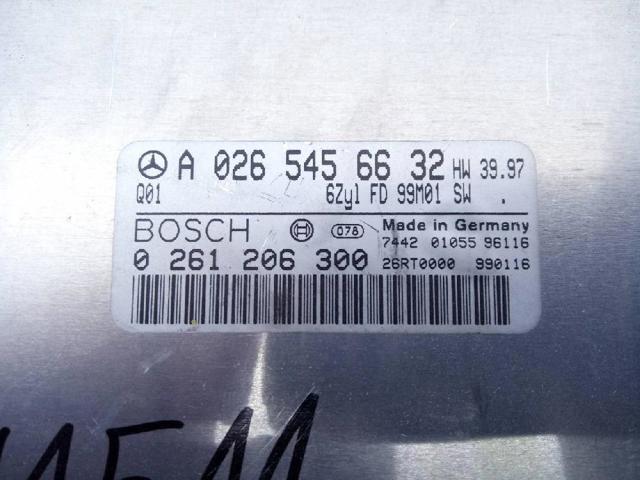 A 026 545 66 32 HW 39.97
Q01 6Zyl FD 99M01 SW .
BOSCH 078 Made in Germany
7442 01055 96116
0 261 206 300 26RT0000 990116